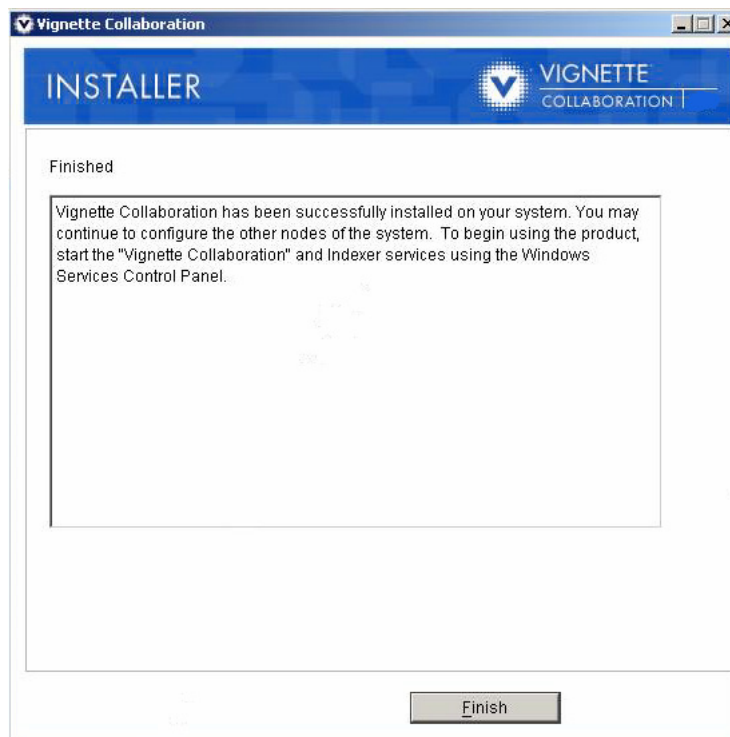 Vignette Collaboration
INSTALLER
VIGNETTE
COLLABORATION
Finished
Vignette Collaboration has been successfully installed on your system. You may
continue to configure the other nodes of the system.  To begin using the product,
start the "Vignette Collaboration" and Indexer services using the Windows
Services Control Panel.
Finish